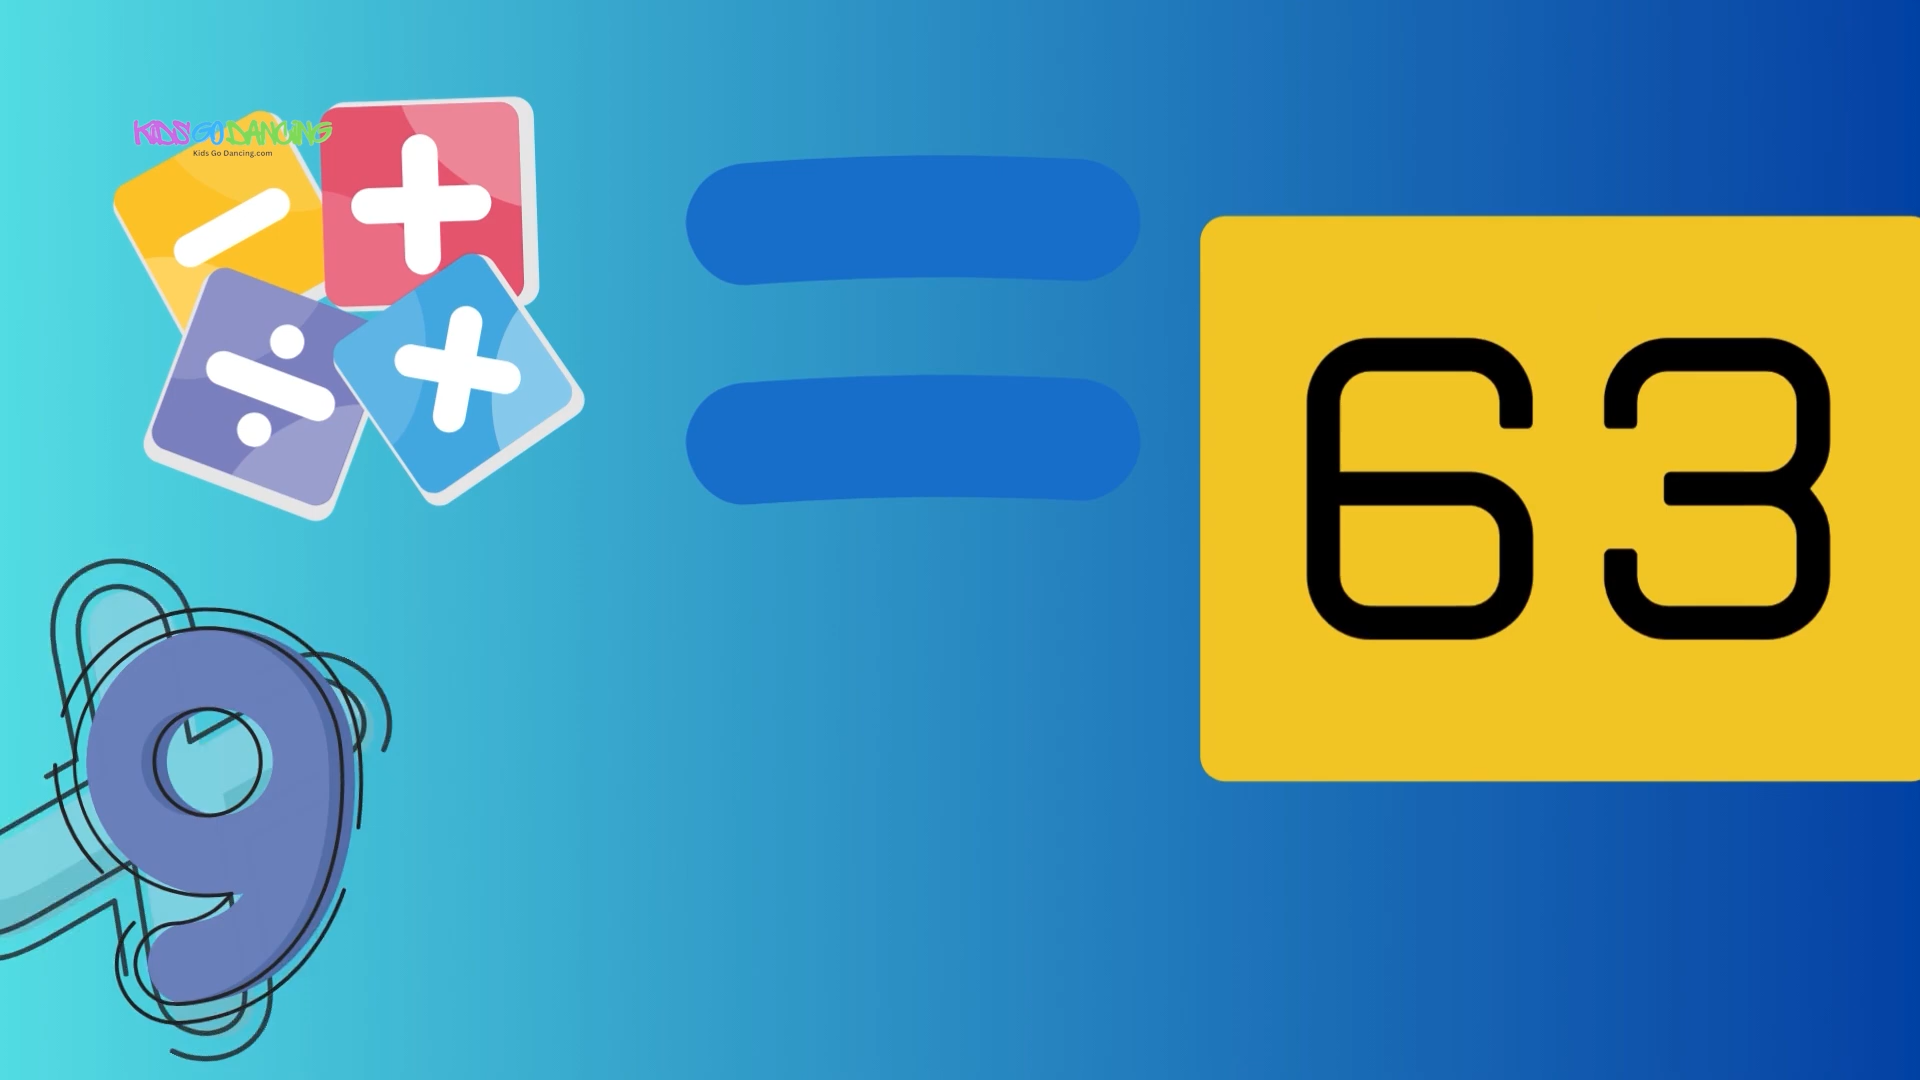 KIDS GO DANCING
Kids Go Dancing.com
− +
÷ ×
=
63
9